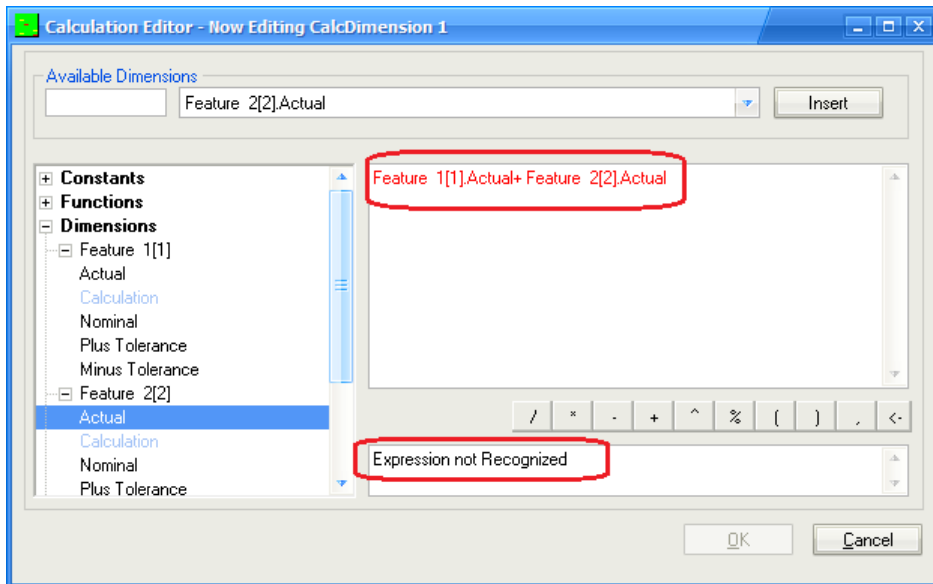 Calculation Editor - Now Editing CalcDimension 1
Available Dimensions
Feature 2[2].Actual
Insert
Constants
Functions
Dimensions
Feature 1[1]
Actual
Calculation
Nominal
Plus Tolerance
Minus Tolerance
Feature 2[2]
Actual
Calculation
Nominal
Plus Tolerance
Feature 1[1].Actual+ Feature 2[2].Actual
/ * - + ^ % ( ) , <-
Expression not Recognized
OK Cancel